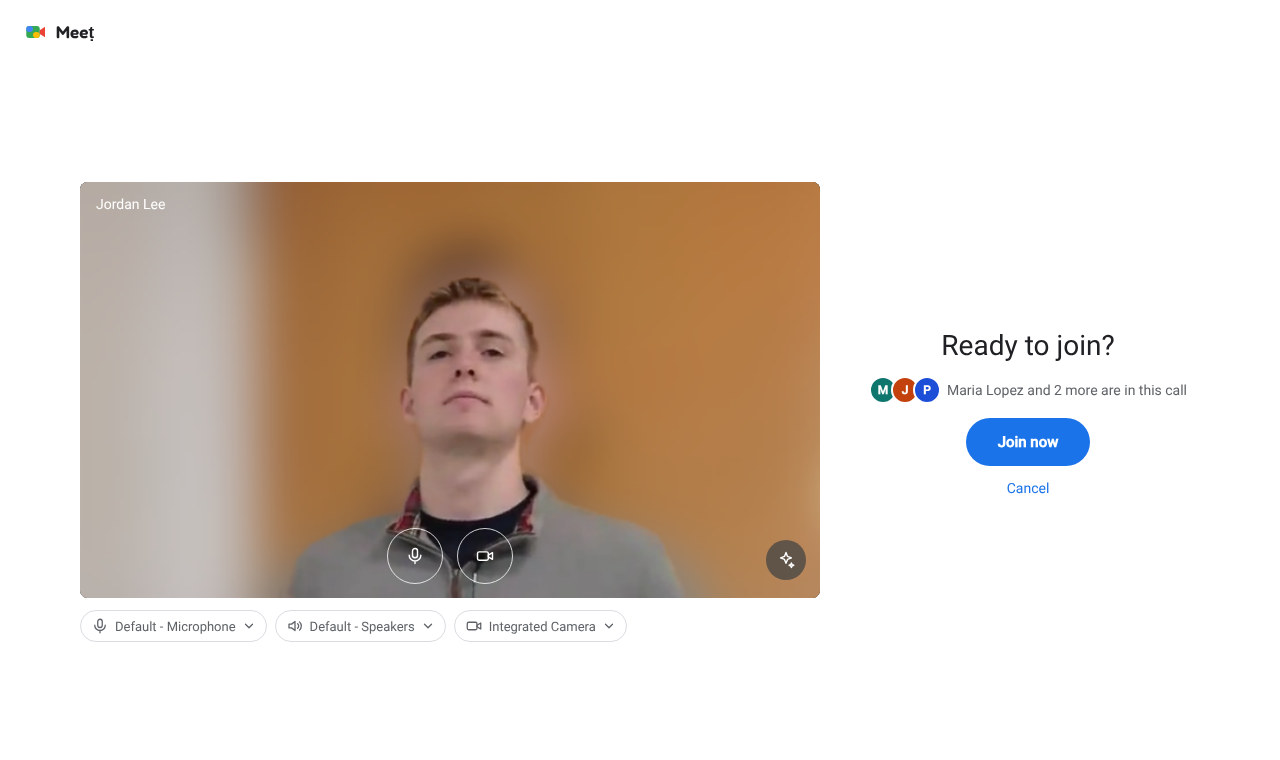 Meet
Jordan Lee
Ready to join?
M J P Maria Lopez and 2 more are in this call
Join now
Cancel
Default - Microphone
Default - Speakers
Integrated Camera